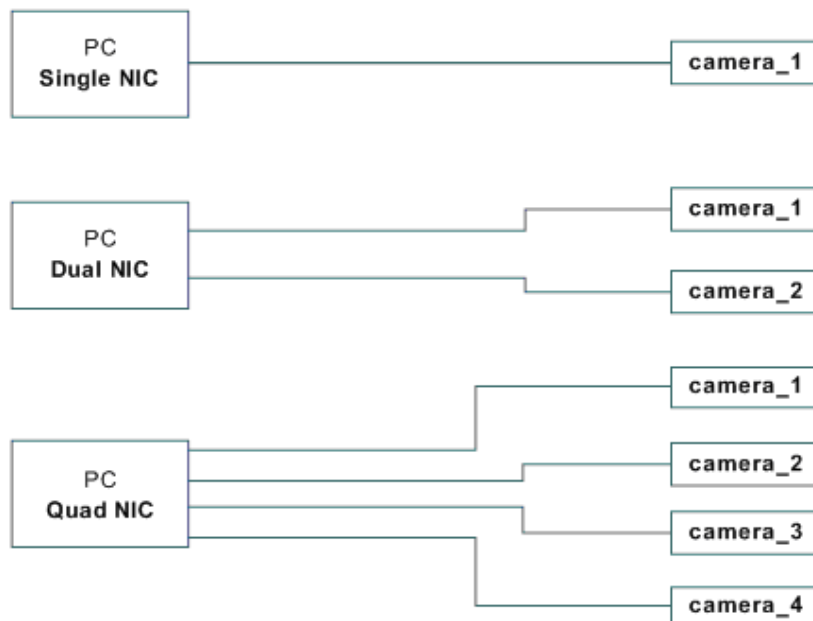 PC
Single NIC
camera_1
PC
Dual NIC
camera_1
camera_2
PC
Quad NIC
camera_1
camera_2
camera_3
camera_4